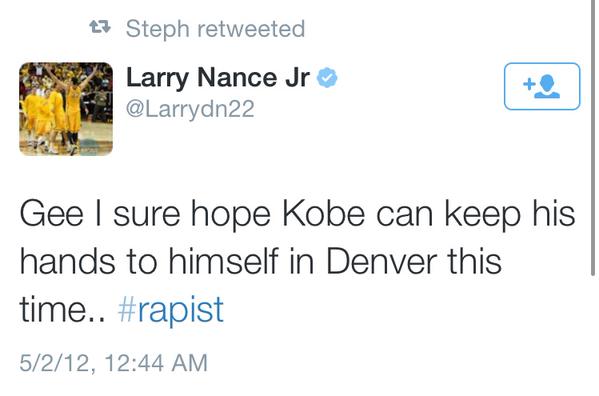 Steph retweeted
Larry Nance Jr
@Larrydn22
Gee I sure hope Kobe can keep his
hands to himself in Denver this
time.. #rapist
5/2/12, 12:44 AM